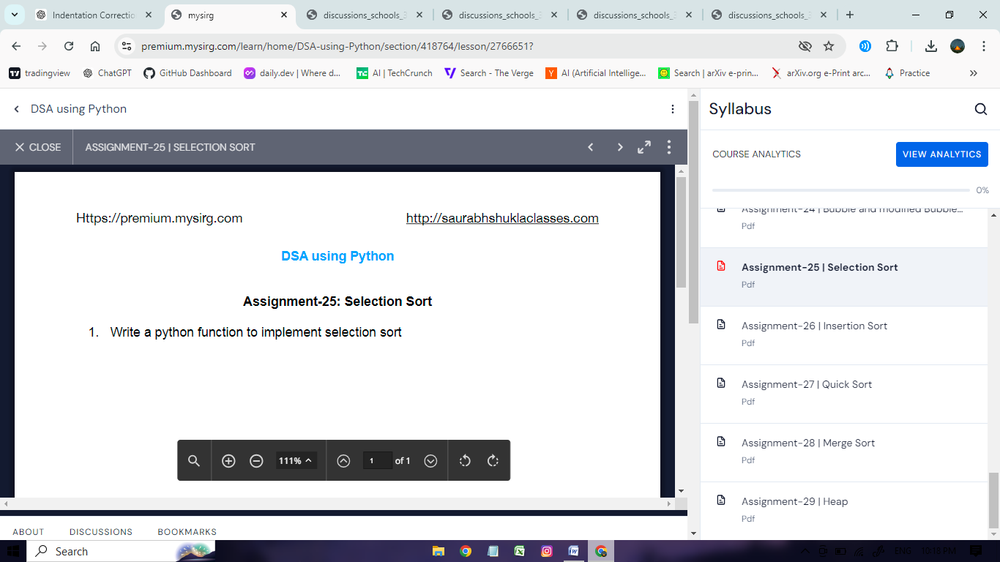 Indentation Correctio
mysirg
discussions_schools_
discussions_schools_
discussions_schools_
discussions_schools_
premium.mysirg.com/learn/home/DSA-using-Python/section/418764/lesson/2766651?
tradingview
ChatGPT
GitHub Dashboard
daily.dev | Where d...
AI | TechCrunch
Search - The Verge
AI (Artificial Intellige...
Search | arXiv e-prin...
arXiv.org e-Print arc...
Practice
DSA using Python
CLOSE
ASSIGNMENT-25 | SELECTION SORT
Https://premium.mysirg.com
http://saurabhshuklaclasses.com
DSA using Python
Assignment-25: Selection Sort
1. Write a python function to implement selection sort
111%
1 of 1
ABOUT
DISCUSSIONS
BOOKMARKS
Syllabus
COURSE ANALYTICS
VIEW ANALYTICS
0%
Assignment-24 | Bubble and modified Bubble...
Pdf
Assignment-25 | Selection Sort
Pdf
Assignment-26 | Insertion Sort
Pdf
Assignment-27 | Quick Sort
Pdf
Assignment-28 | Merge Sort
Pdf
Assignment-29 | Heap
Pdf
Search
ENG
10:18 PM